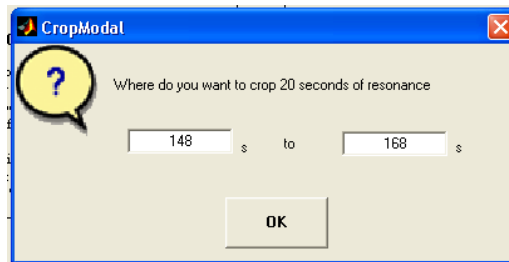 CropModal
?
Where do you want to crop 20 seconds of resonance
148 s to 168 s
OK